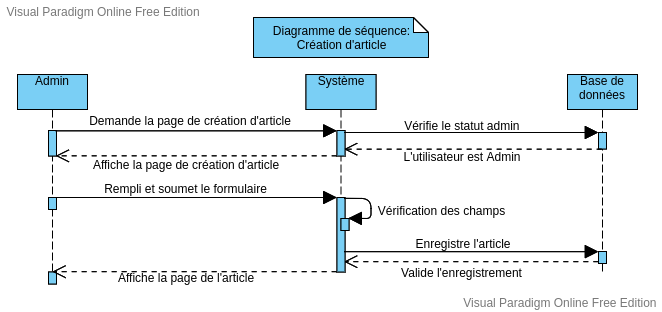 Visual Paradigm Online Free Edition
Diagramme de séquence:
Création d'article
Admin
Système
Base de
données
Demande la page de création d'article
Vérifie le statut admin
L'utilisateur est Admin
Affiche la page de création d'article
Rempli et soumet le formulaire
Vérification des champs
Enregistre l'article
Valide l'enregistrement
Affiche la page de l'article
Visual Paradigm Online Free Edition